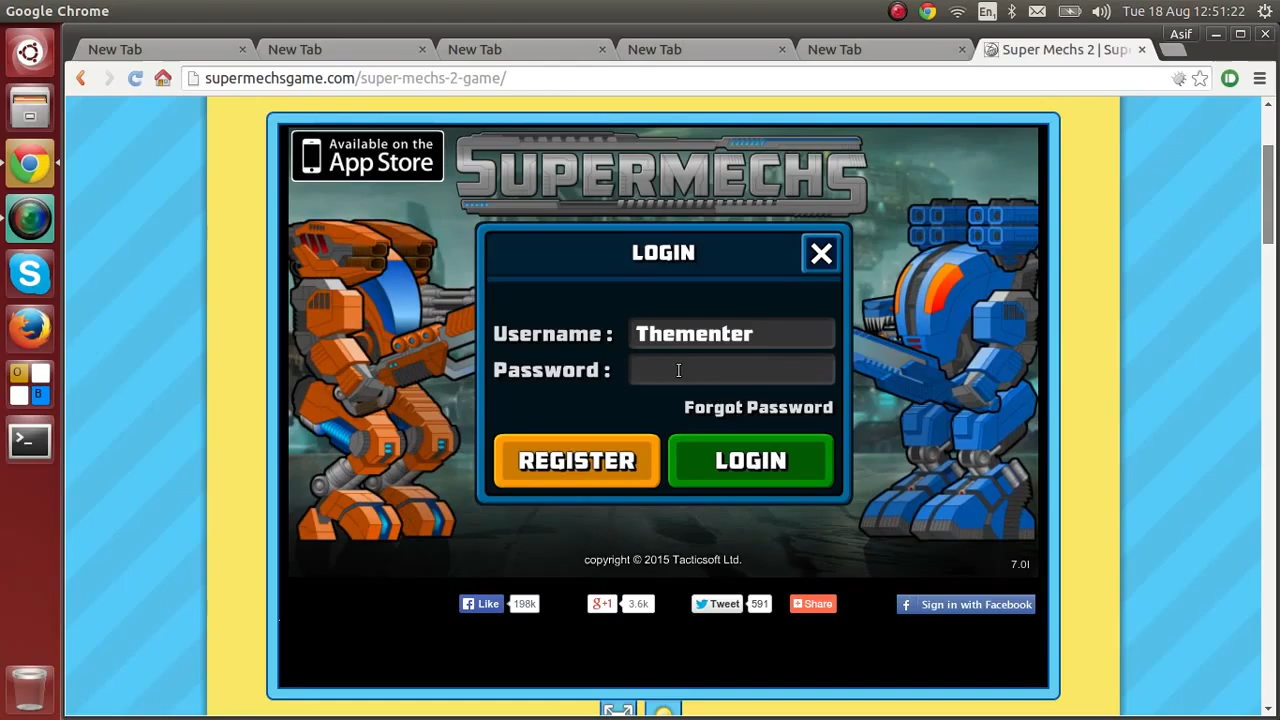 Google Chrome
En
Tue 18 Aug 12:51:22
New Tab
New Tab
New Tab
New Tab
New Tab
Super Mechs 2 | Sup
Asif
supermechsgame.com/super-mechs-2-game/
Available on the
App Store
SUPERMECHS
LOGIN
Username :
Thementer
Password :
Forgot Password
REGISTER
LOGIN
copyright © 2015 Tacticsoft Ltd.
7.0I
Like
198k
g+1
3.6k
Tweet
591
Share
Sign in with Facebook
O
B